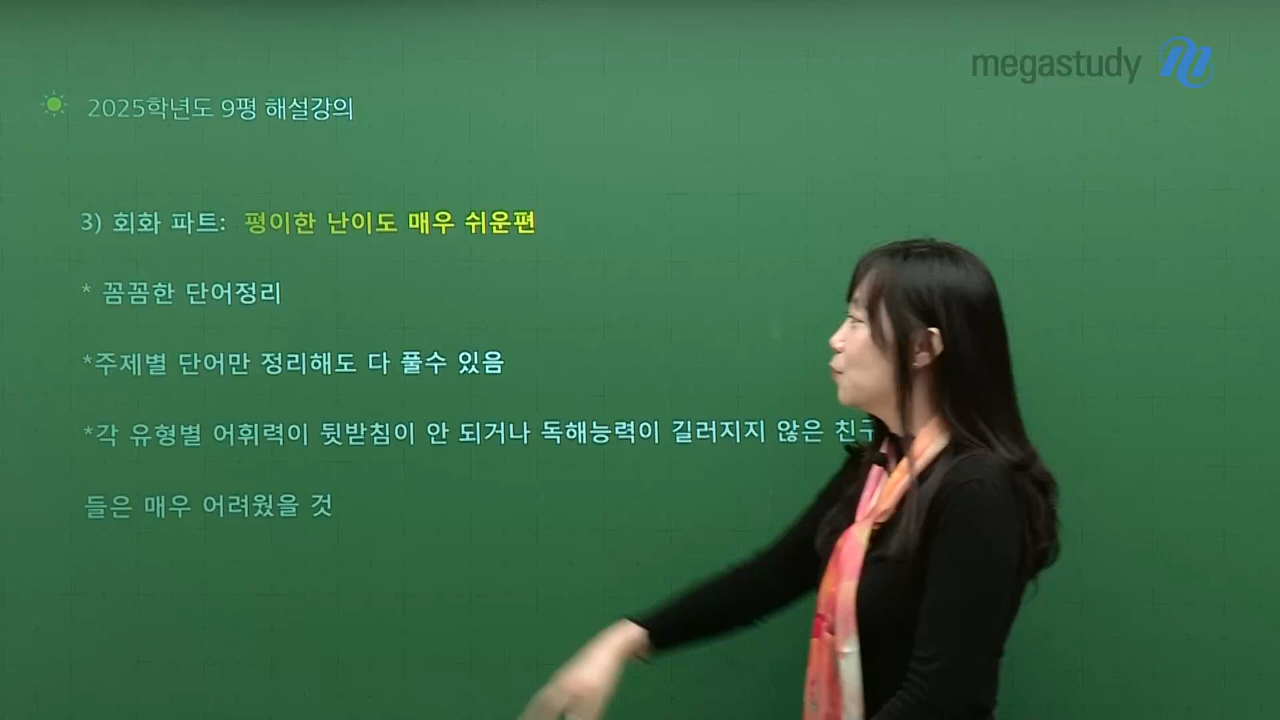 megastudy
2025학년도 9평 해설강의
3) 회화 파트: 평이한 난이도 매우 쉬운편
* 꼼꼼한 단어정리
*주제별 단어만 정리해도 다 풀수 있음
*각 유형별 어휘력이 뒷받침이 안 되거나 독해능력이 길러지지 않은 친구
들은 매우 어려웠을 것